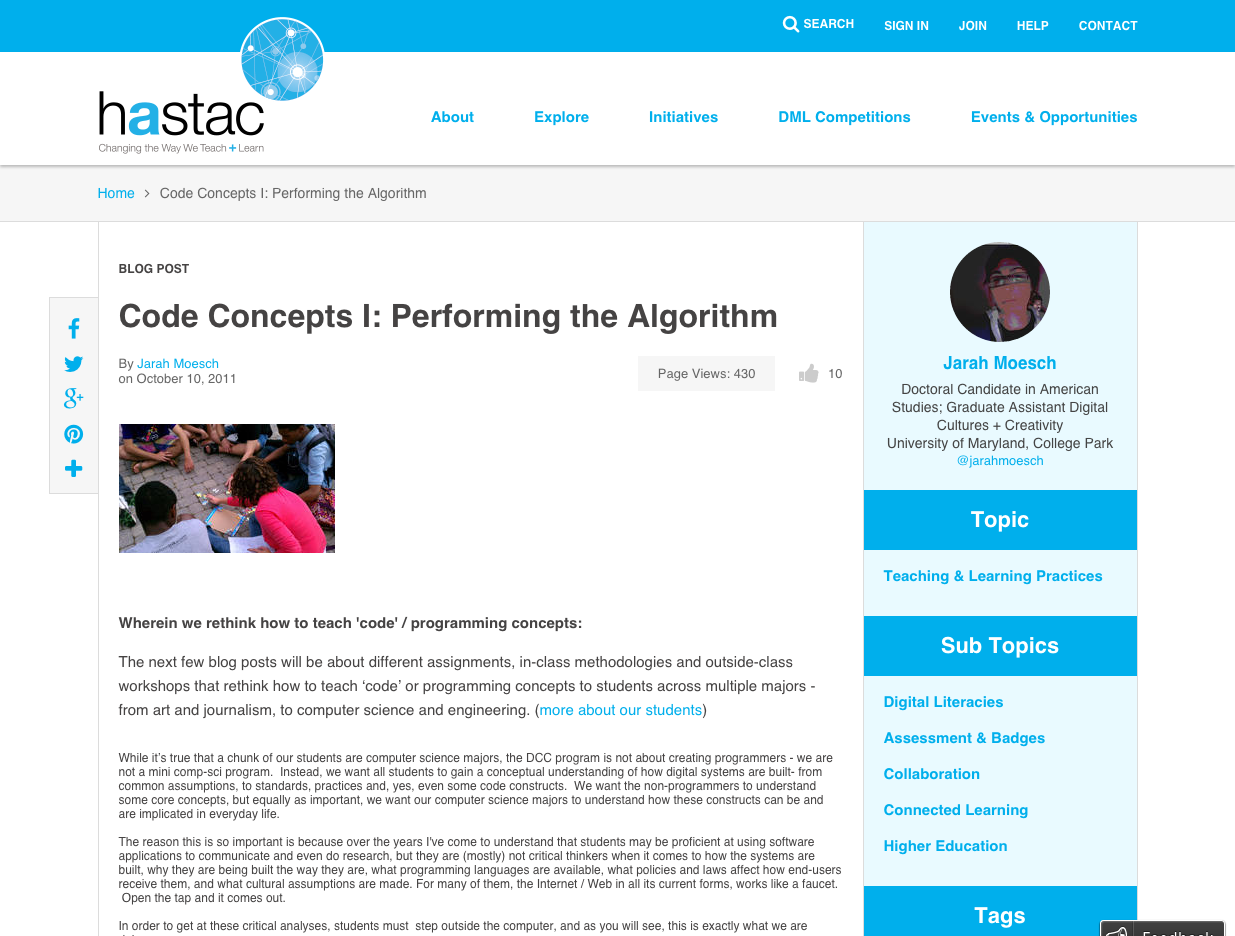 SEARCH SIGN IN JOIN HELP CONTACT
hastac
Changing the Way We Teach + Learn
About Explore Initiatives DML Competitions Events & Opportunities
Home > Code Concepts I: Performing the Algorithm
BLOG POST
Code Concepts I: Performing the Algorithm
By Jarah Moesch
on October 10, 2011
Page Views: 430
10
Wherein we rethink how to teach 'code' / programming concepts:
The next few blog posts will be about different assignments, in-class methodologies and outside-class
workshops that rethink how to teach ‘code’ or programming concepts to students across multiple majors -
from art and journalism, to computer science and engineering. (more about our students)
While it’s true that a chunk of our students are computer science majors, the DCC program is not about creating programmers - we are
not a mini comp-sci program.  Instead, we want all students to gain a conceptual understanding of how digital systems are built- from
common assumptions, to standards, practices and, yes, even some code constructs.  We want the non-programmers to understand
some core concepts, but equally as important, we want our computer science majors to understand how these constructs can be and
are implicated in everyday life.
The reason this is so important is because over the years I've come to understand that students may be proficient at using software
applications to communicate and even do research, but they are (mostly) not critical thinkers when it comes to how the systems are
built, why they are being built the way they are, what programming languages are available, what policies and laws affect how end-users
receive them, and what cultural assumptions are made. For many of them, the Internet / Web in all its current forms, works like a faucet.
Open the tap and it comes out.
In order to get at these critical analyses, students must  step outside the computer, and as you will see, this is exactly what we are
Jarah Moesch
Doctoral Candidate in American
Studies; Graduate Assistant Digital
Cultures + Creativity
University of Maryland, College Park
@jarahmoesch
Topic
Teaching & Learning Practices
Sub Topics
Digital Literacies
Assessment & Badges
Collaboration
Connected Learning
Higher Education
Tags
Feedback